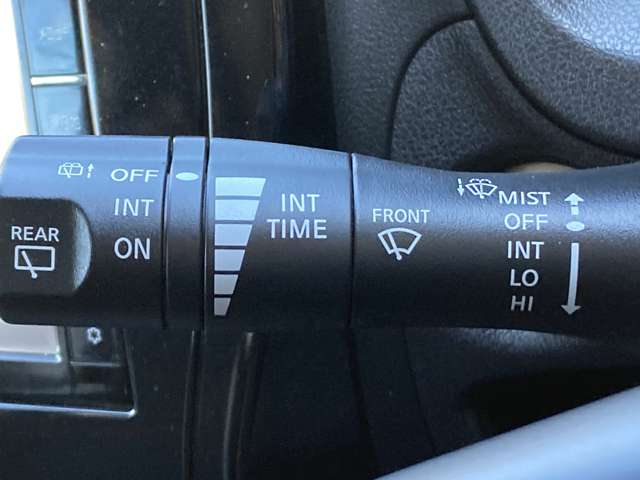 REAR
OFF
INT
ON
INT
TIME
FRONT
MIST
OFF
INT
LO
HI